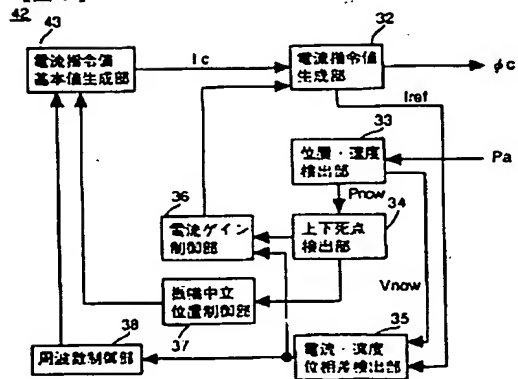 42
43
電流指令値
基本値生成部
Ic
32
電流指令値
生成部
φc
Iref
33
位置・速度
検出部
Pa
Pnow
36
電流ゲイン
制御部
34
上下死点
検出部
Vnow
振幅中立
位置制御部
37
38
周波数制御部
35
電流・速度
位相差検出部